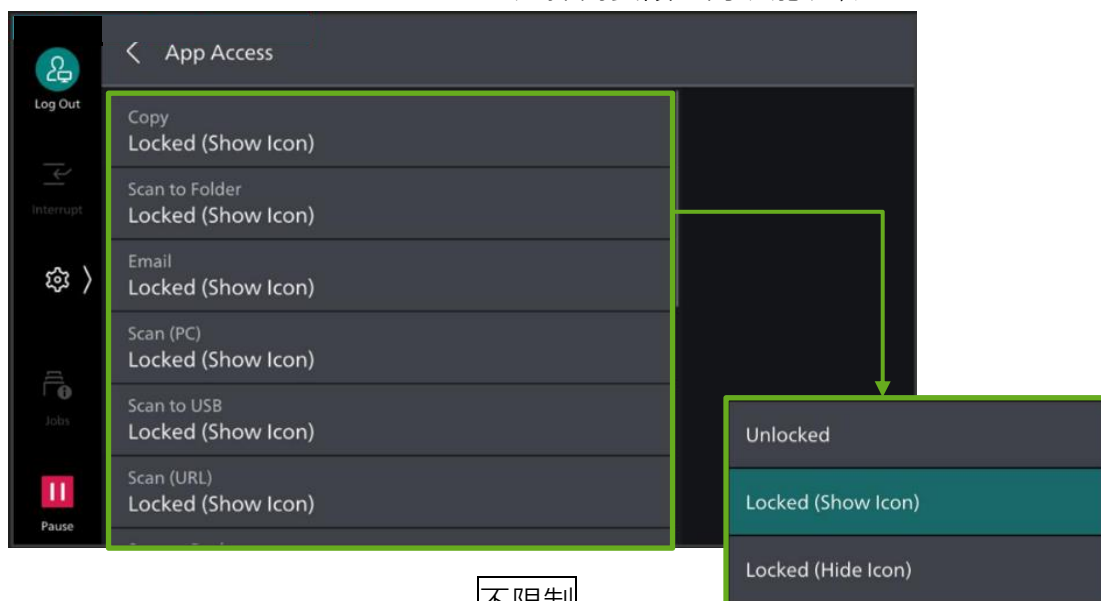 App Access
Log Out
Copy
Locked (Show Icon)
Interrupt
Scan to Folder
Locked (Show Icon)
Email
Locked (Show Icon)
Scan (PC)
Locked (Show Icon)
Jobs
Scan to USB
Locked (Show Icon)
Scan (URL)
Locked (Show Icon)
Pause
Unlocked
Locked (Show Icon)
Locked (Hide Icon)
不限制